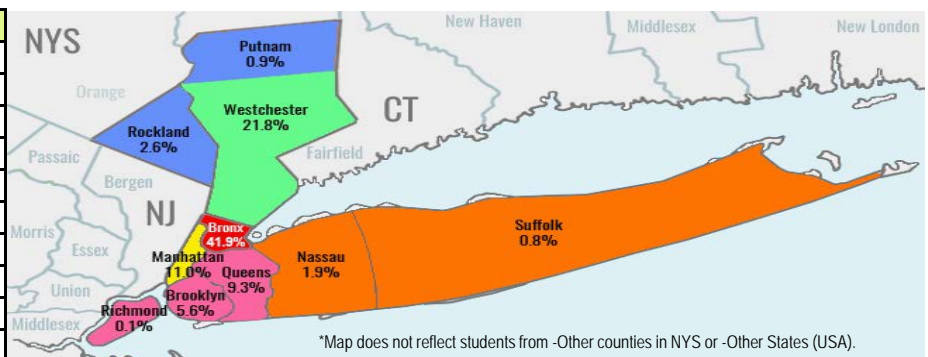 NYS
New Haven
Middlesex
New London
Putnam
0.9%
Orange
Westchester
21.8%
CT
Rockland
2.6%
Fairfield
Passaic
Bergen
NJ
Morris
Essex
Bronx
41.9%
Suffolk
0.8%
Manhattan
11.0%
Queens
9.3%
Nassau
1.9%
Union
Brooklyn
5.6%
Richmond
0.1%
Middlesex
*Map does not reflect students from -Other counties in NYS or -Other States (USA).